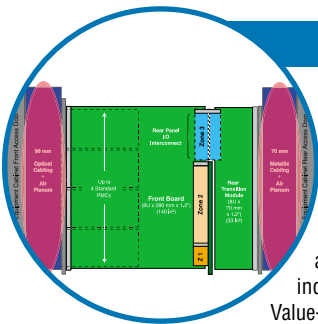 Equipment Cabinet Front Access Door
90 mm
Optical
Cabling
+
Air
Plenum
Up to
4 Standard
PMCs
Rear Panel
I/O
Interconnect
Front Board
(8U x 280 mm x 1.2")
(140 in²)
Zone 3
Zone 2
Z 1
Rear
Transition
Module
(8U x
70 mm
x 1.2")
(33 in²)
70 mm
Metallic
Cabling
+
Air
Plenum
Equipment Cabinet Rear Access Door
a
ind
Value-